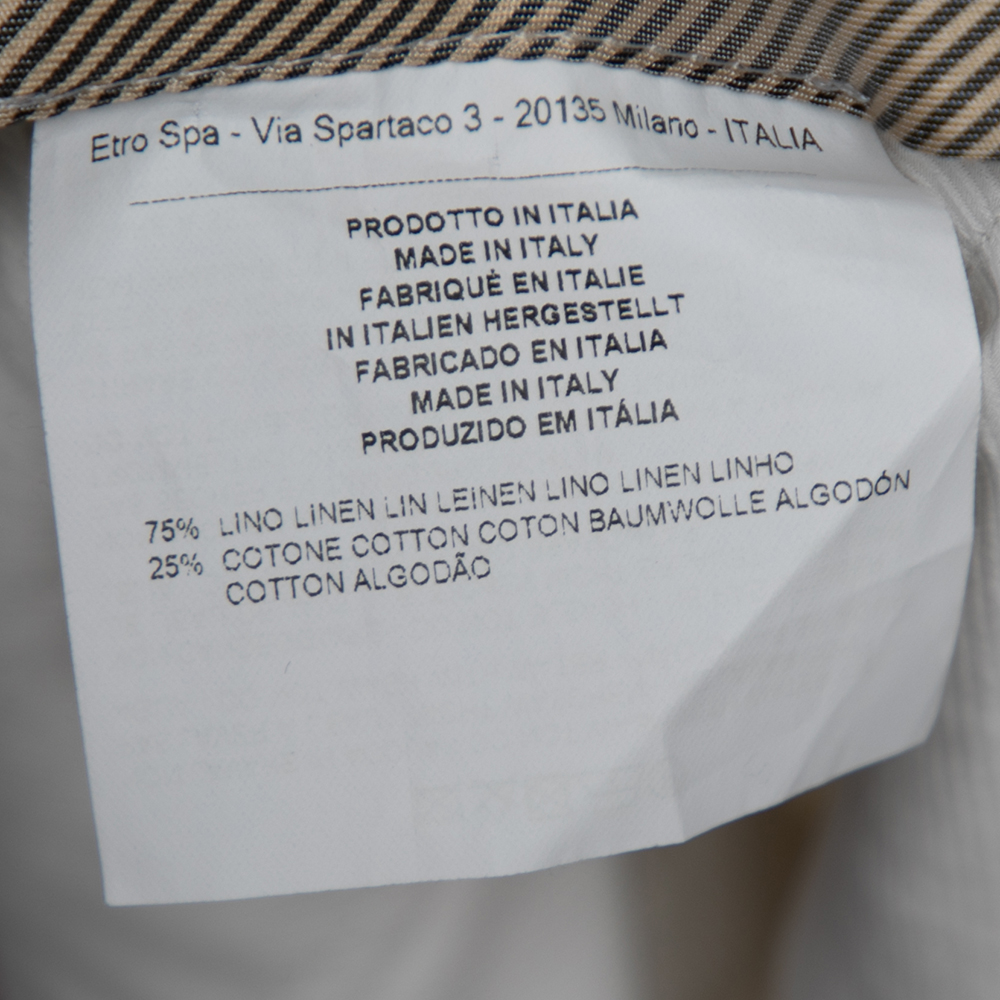 Etro Spa - Via Spartaco 3 - 20135 Milano - ITALIA
PRODOTTO IN ITALIA
MADE IN ITALY
FABRIQUÉ EN ITALIE
IN ITALIEN HERGESTELLT
FABRICADO EN ITALIA
MADE IN ITALY
PRODUZIDO EM ITÁLIA
75% LINO LINEN LIN LEINEN LINO LINEN LINHO
25% COTONE COTTON COTON BAUMWOLLE ALGODÓN
COTTON ALGODÃO